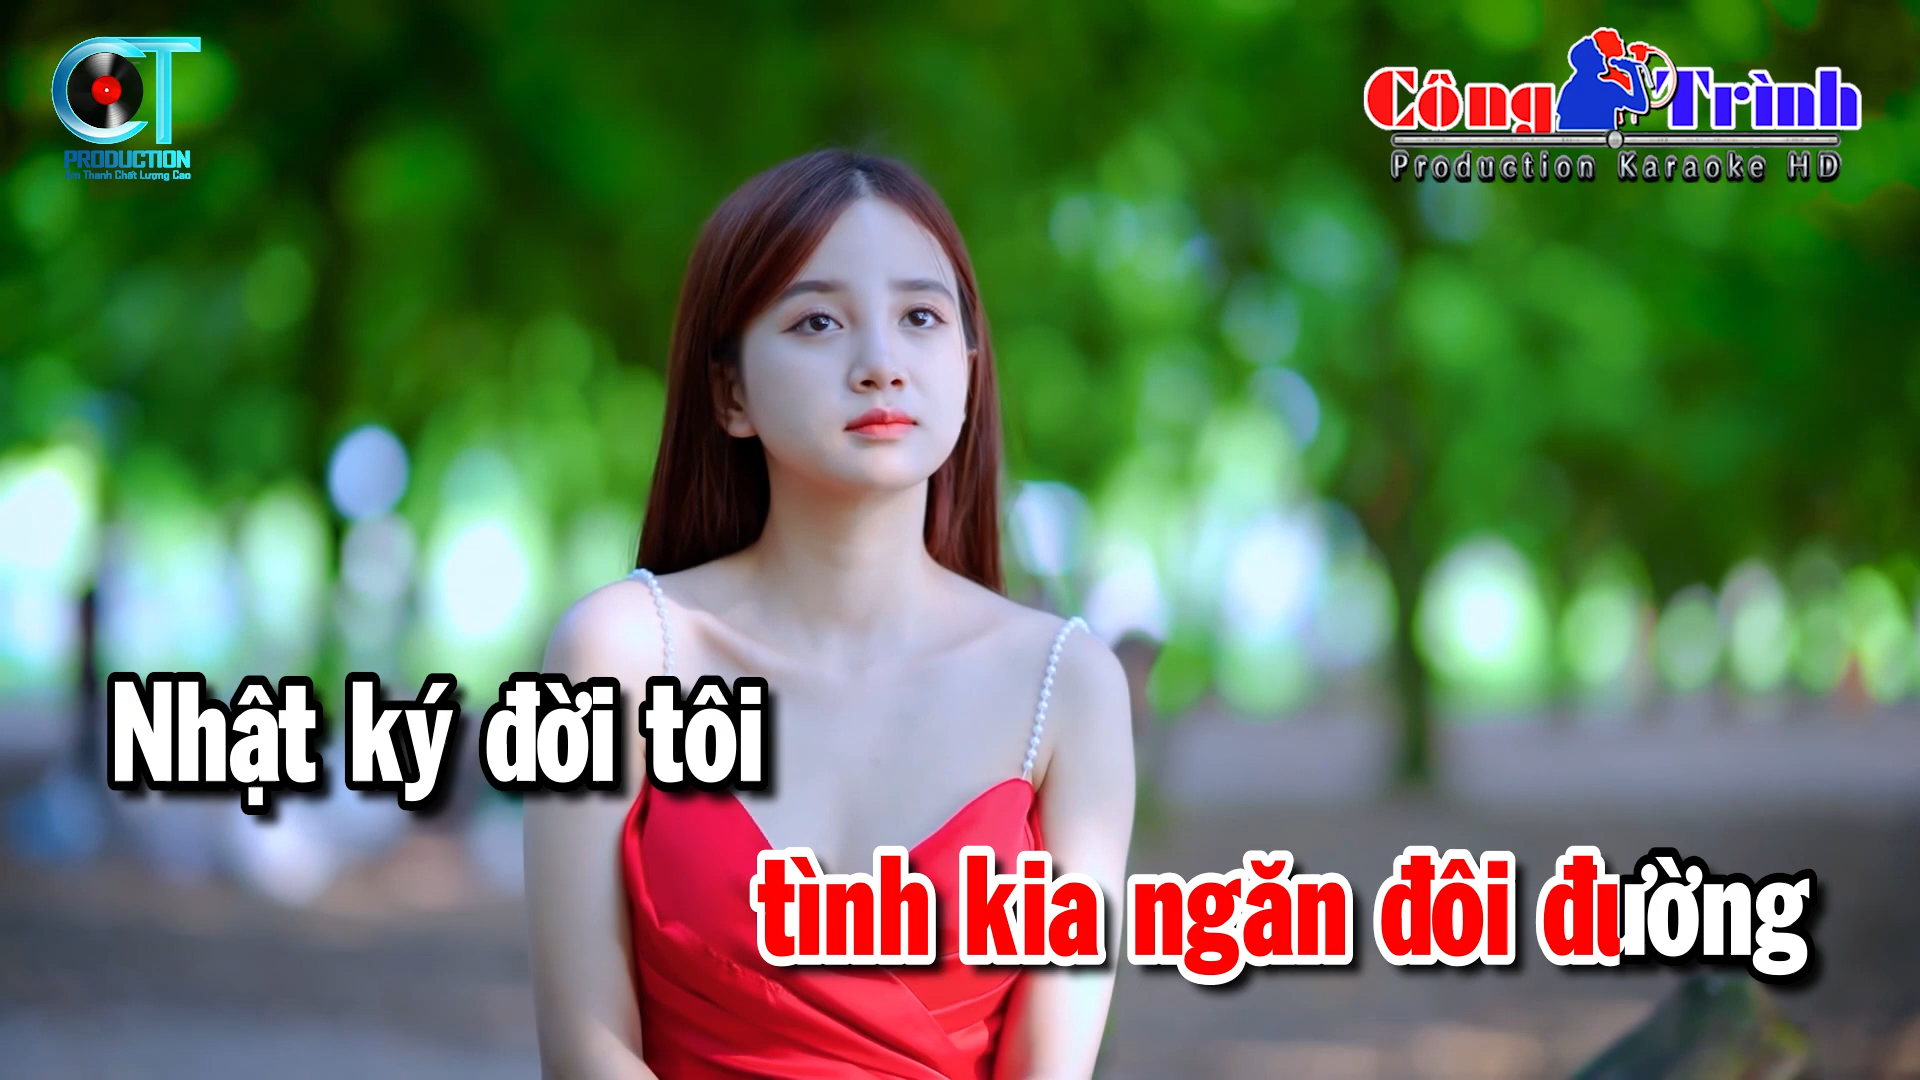 CT
PRODUCTION
Âm Thanh Chất Lượng Cao
Công Trình
Production Karaoke HD
Nhật ký đời tôi
tình kia ngăn đôi đường